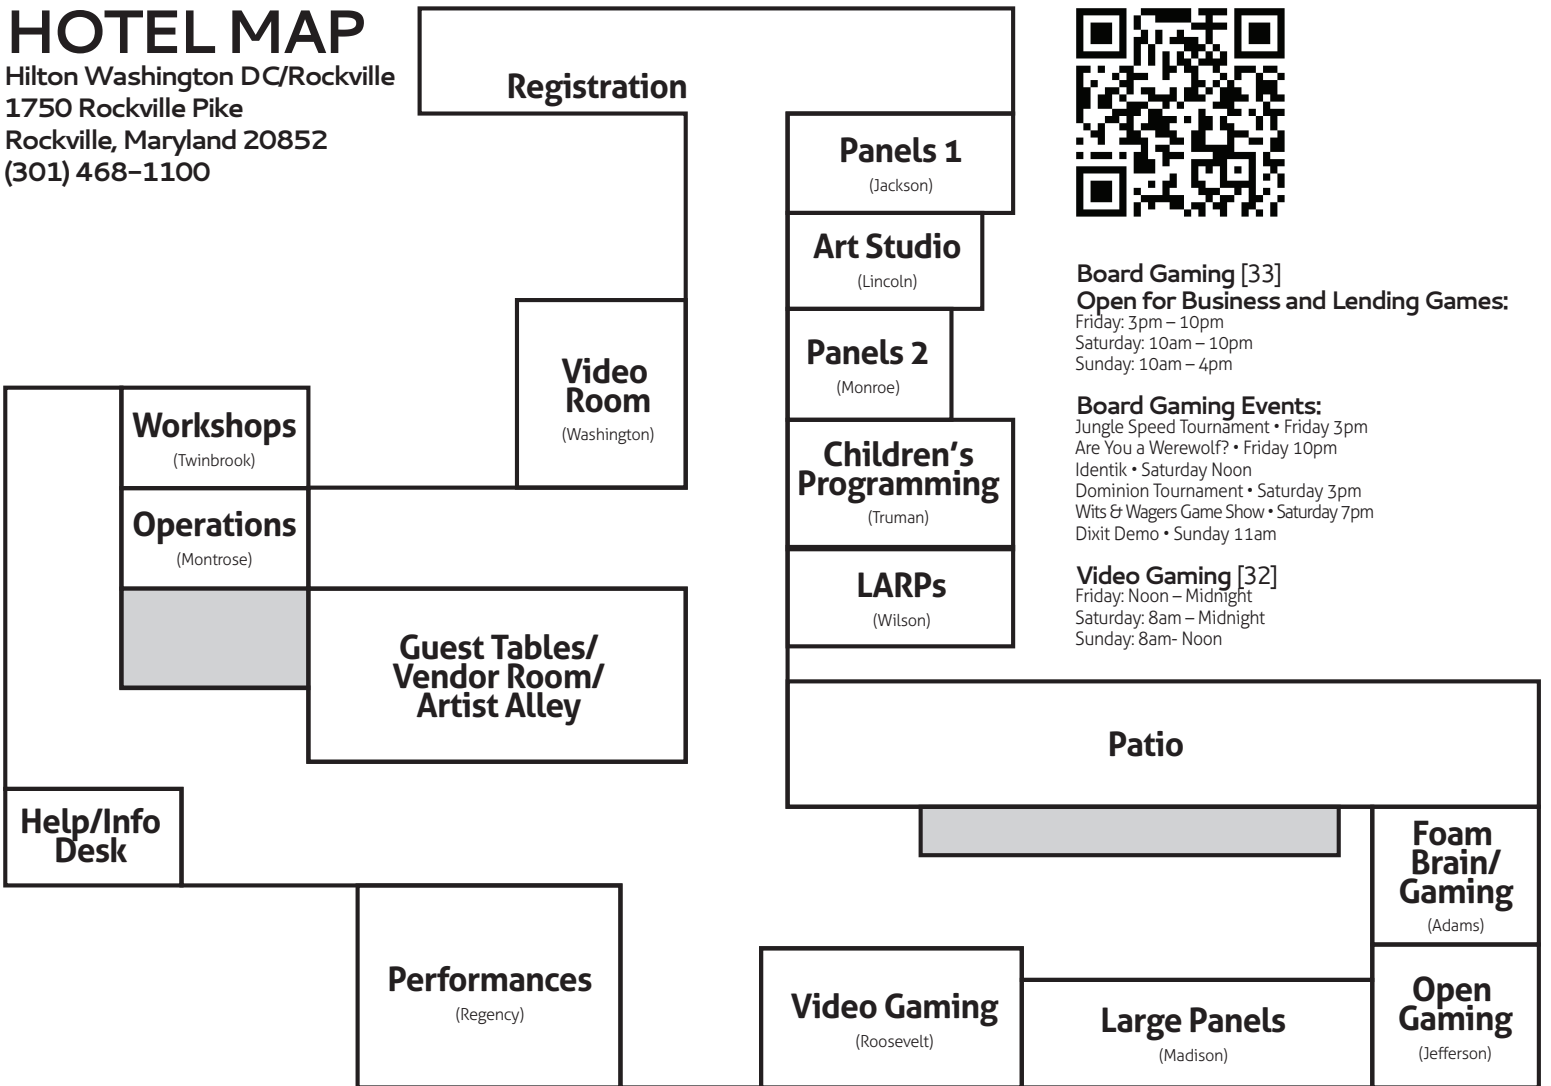 HOTEL MAP
Hilton Washington DC/Rockville
1750 Rockville Pike
Rockville, Maryland 20852
(301) 468-1100
Registration
Panels 1
(Jackson)
Art Studio
(Lincoln)
Panels 2
(Monroe)
Children's
Programming
(Truman)
LARPs
(Wilson)
Video
Room
(Washington)
Workshops
(Twinbrook)
Operations
(Montrose)
Guest Tables/
Vendor Room/
Artist Alley
Help/Info
Desk
Performances
(Regency)
Board Gaming [33]
Open for Business and Lending Games:
Friday: 3pm – 10pm
Saturday: 10am – 10pm
Sunday: 10am – 4pm
Board Gaming Events:
Jungle Speed Tournament • Friday 3pm
Are You a Werewolf? • Friday 10pm
Identik • Saturday Noon
Dominion Tournament • Saturday 3pm
Wits & Wagers Game Show • Saturday 7pm
Dixit Demo • Sunday 11am
Video Gaming [32]
Friday: Noon – Midnight
Saturday: 8am – Midnight
Sunday: 8am- Noon
Patio
Foam
Brain/
Gaming
(Adams)
Video Gaming
(Roosevelt)
Large Panels
(Madison)
Open
Gaming
(Jefferson)